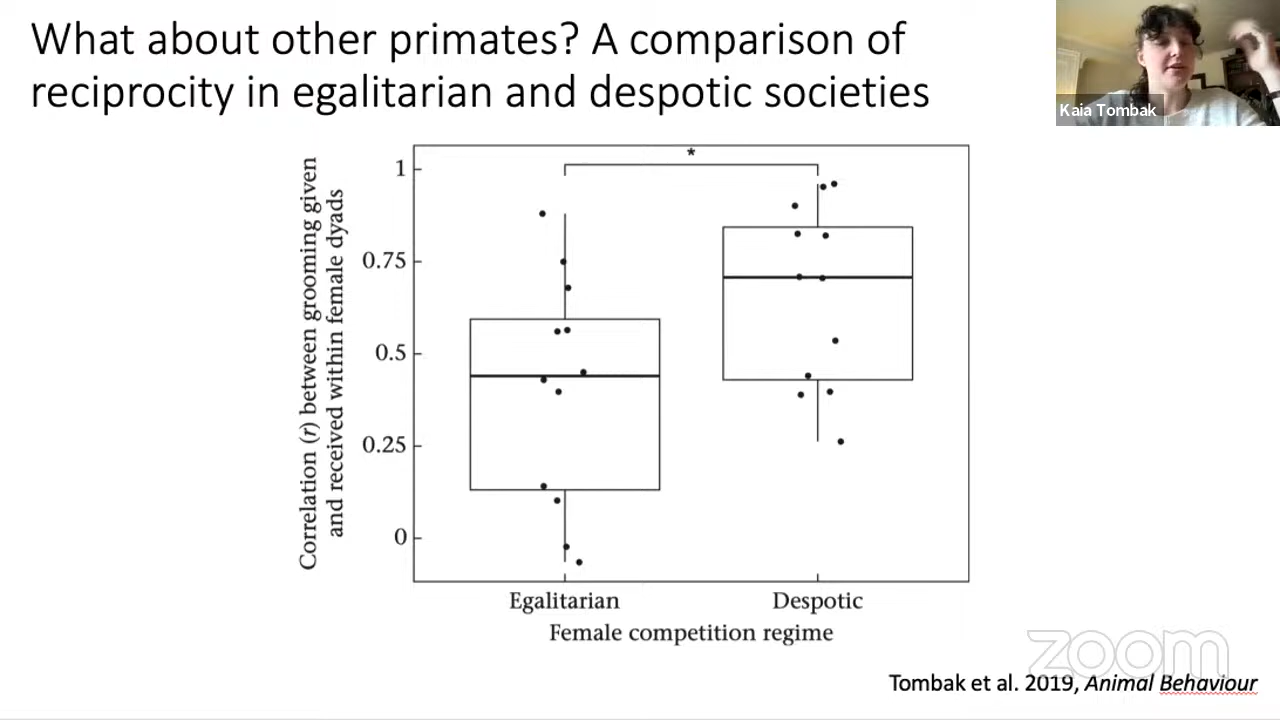 What about other primates? A comparison of
reciprocity in egalitarian and despotic societies
Kaia Tombak
Correlation (r) between grooming given
and received within female dyads
*
1
0.75
0.5
0.25
0
Egalitarian
Despotic
Female competition regime
zoom
Tombak et al. 2019, Animal Behaviour